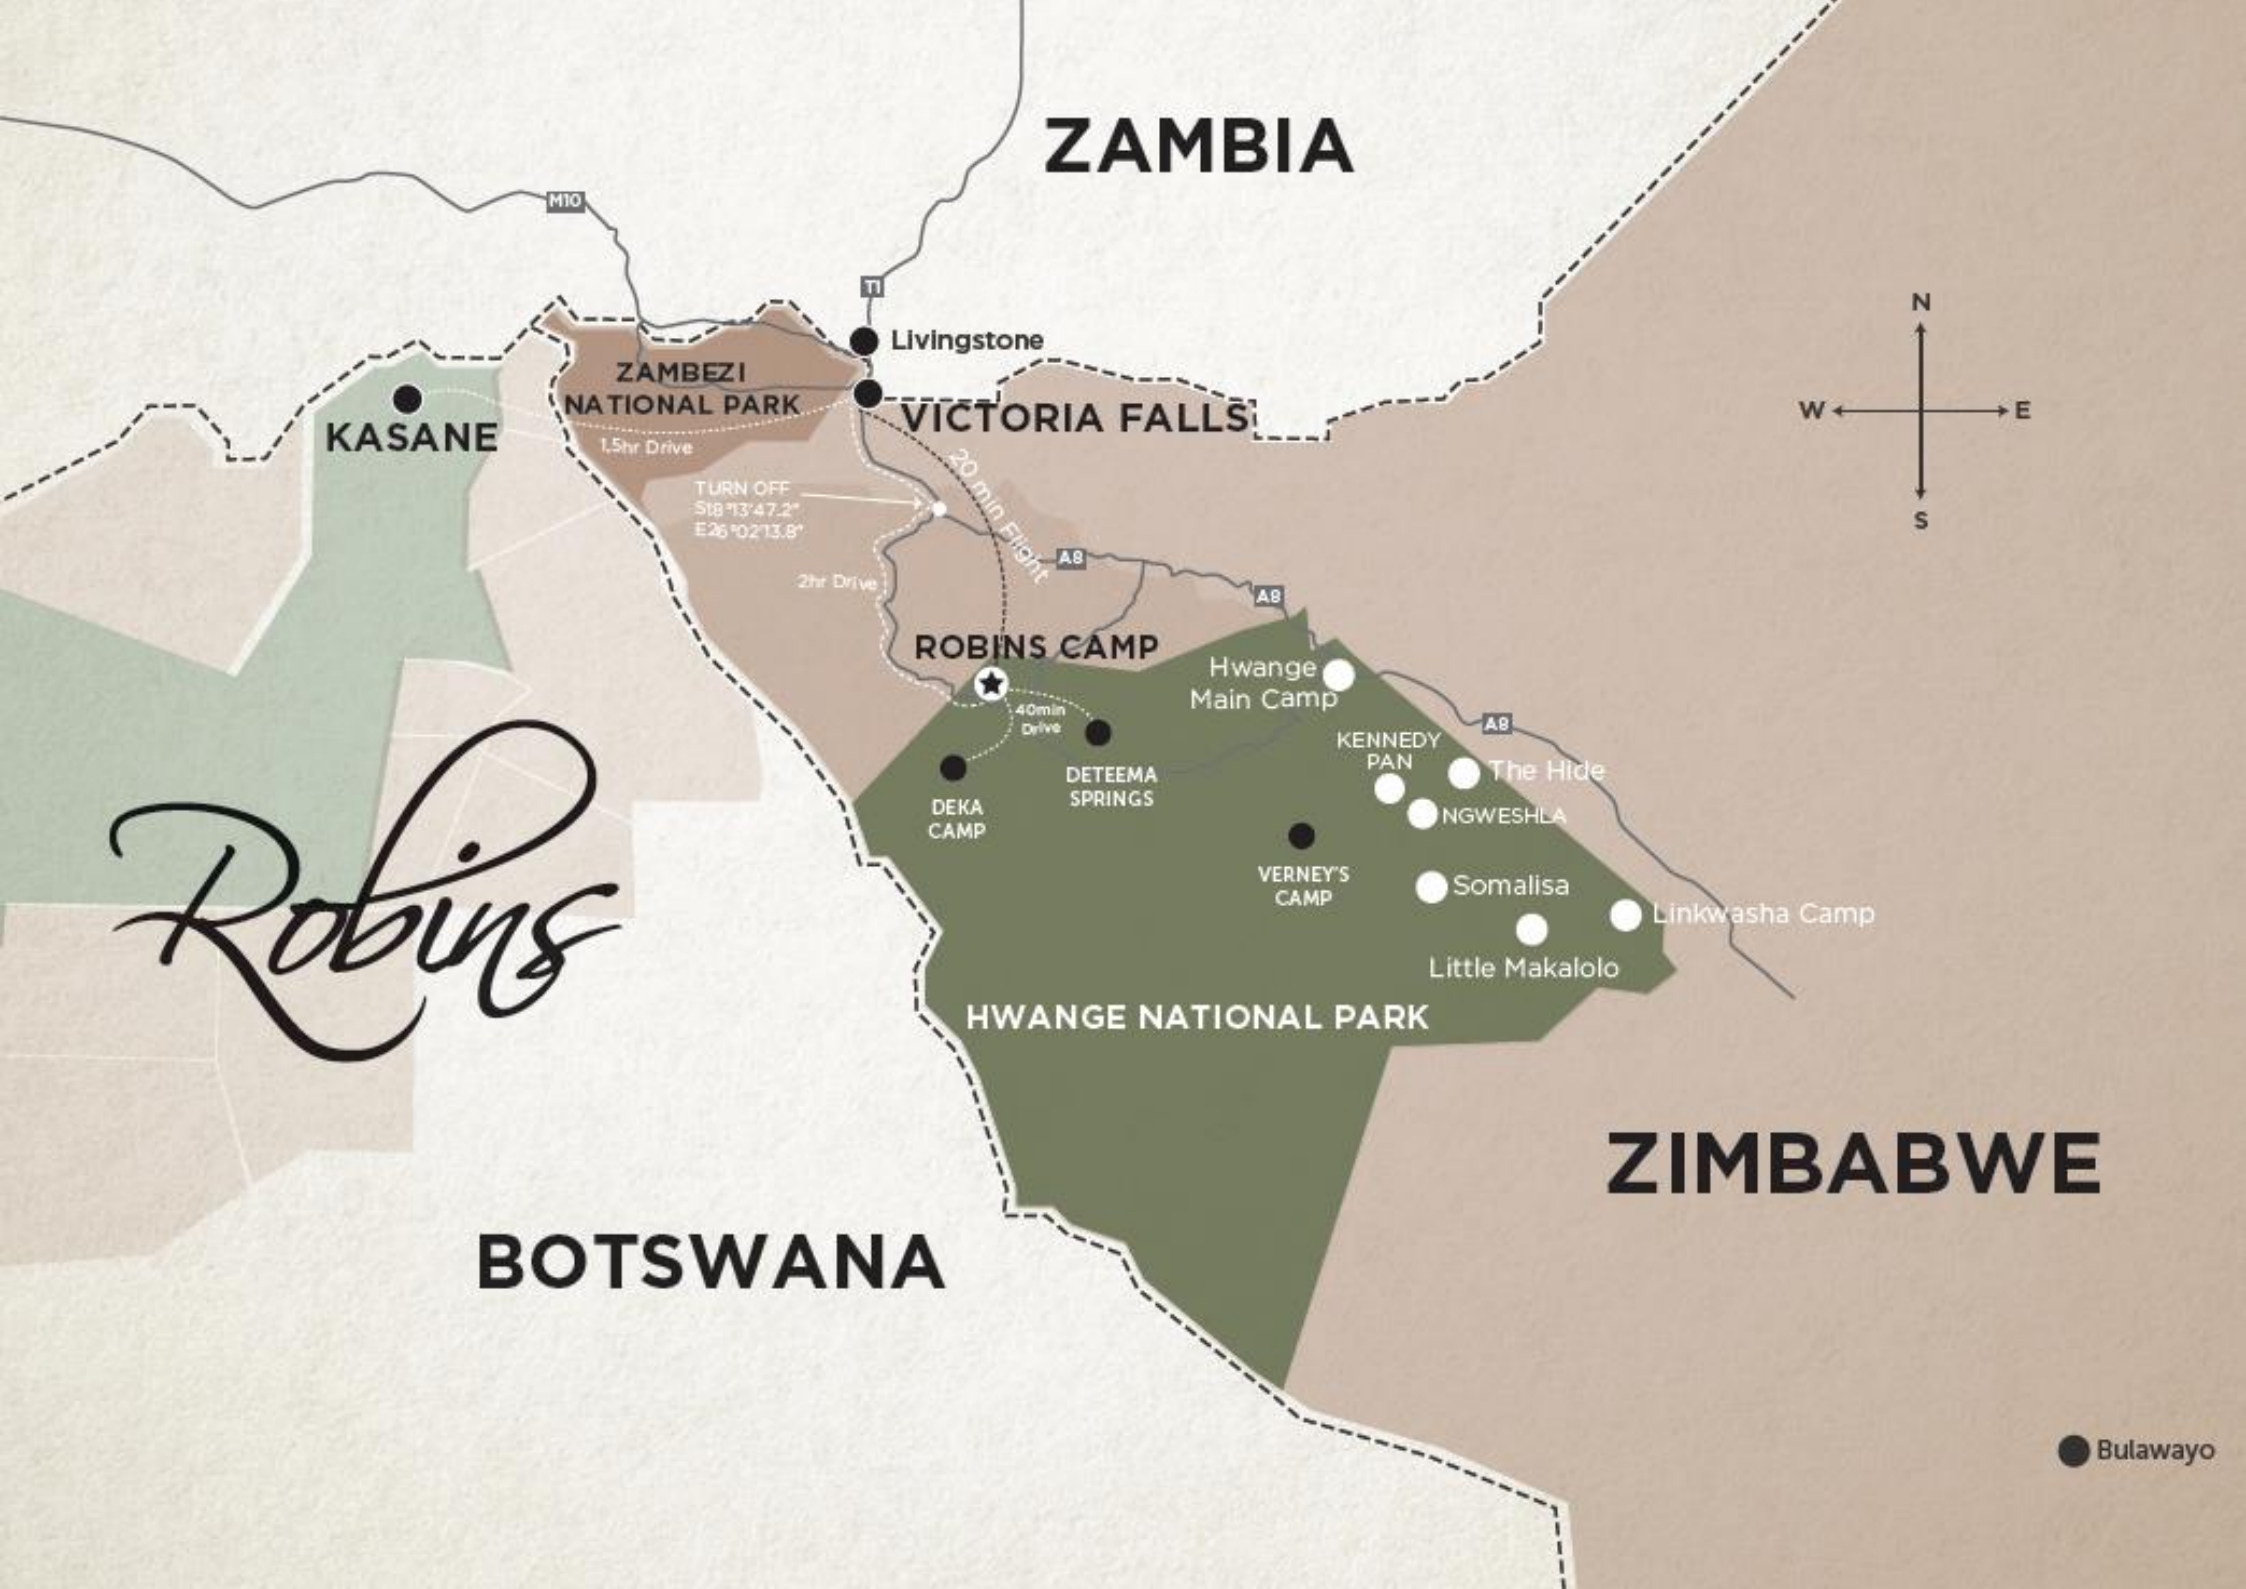 ZAMBIA
M10
T1
Livingstone
ZAMBEZI
NATIONAL PARK
KASANE
VICTORIA FALLS
1,5hr Drive
20 min Flight
TURN OFF
S18°13'47.2"
E26°02'13.8"
2hr Drive
A8
A8
N
W
E
S
ROBINS CAMP
Hwange
Main Camp
40min
Drive
A8
KENNEDY
PAN
The Hide
DETEEMA
SPRINGS
DEKA
CAMP
NGWESHLA
VERNEY'S
CAMP
Somalisa
Linkwasha Camp
Little Makalolo
Robins
HWANGE NATIONAL PARK
ZIMBABWE
BOTSWANA
Bulawayo